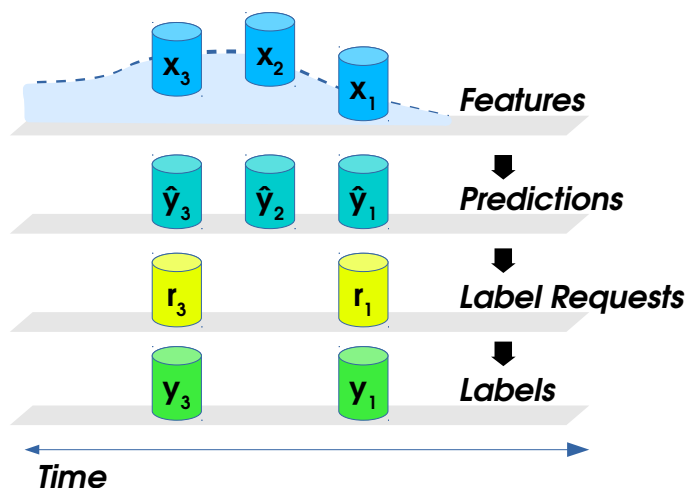 x₃ x₂ x₁ Features
ŷ₃ ŷ₂ ŷ₁ Predictions
r₃ r₁ Label Requests
y₃ y₁ Labels
Time